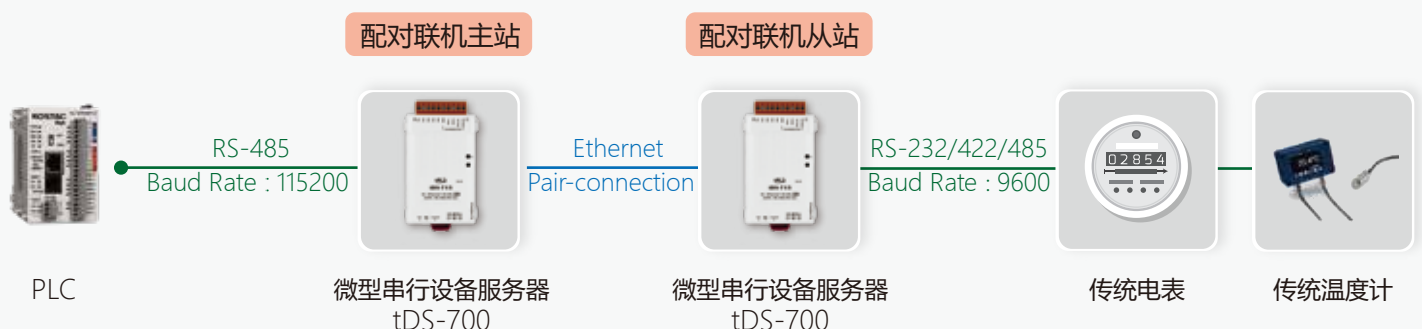 配对联机主站
配对联机从站
RS-485
Baud Rate : 115200
Ethernet
Pair-connection
RS-232/422/485
Baud Rate : 9600
02854
PLC
微型串行设备服务器
tDS-700
微型串行设备服务器
tDS-700
传统电表
传统温度计